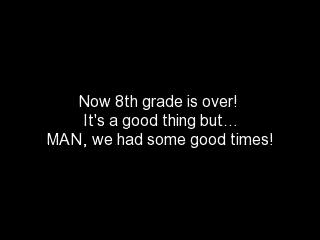 Now 8th grade is over!
It's a good thing but...
MAN, we had some good times!